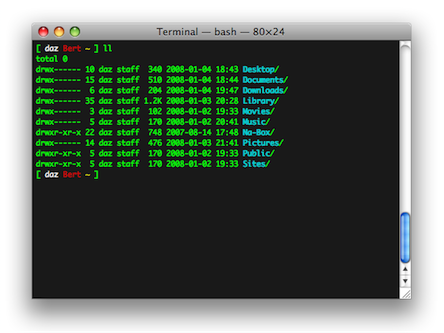 Terminal — bash — 80×24
[ daz Bert ~ ] ll
total 0
drwx------ 10 daz staff 340 2008-01-04 18:43 Desktop/
drwx------ 15 daz staff 510 2008-01-04 18:44 Documents/
drwx------ 6 daz staff 204 2008-01-04 19:47 Downloads/
drwx------ 35 daz staff 1.2K 2008-01-03 20:28 Library/
drwx------ 3 daz staff 102 2008-01-02 19:33 Movies/
drwx------ 5 daz staff 170 2008-01-02 20:41 Music/
drwxr-xr-x 22 daz staff 748 2007-08-14 17:48 Na-Box/
drwx------ 14 daz staff 476 2008-01-03 21:41 Pictures/
drwxr-xr-x 5 daz staff 170 2008-01-02 19:33 Public/
drwxr-xr-x 5 daz staff 170 2008-01-02 19:33 Sites/
[ daz Bert ~ ]